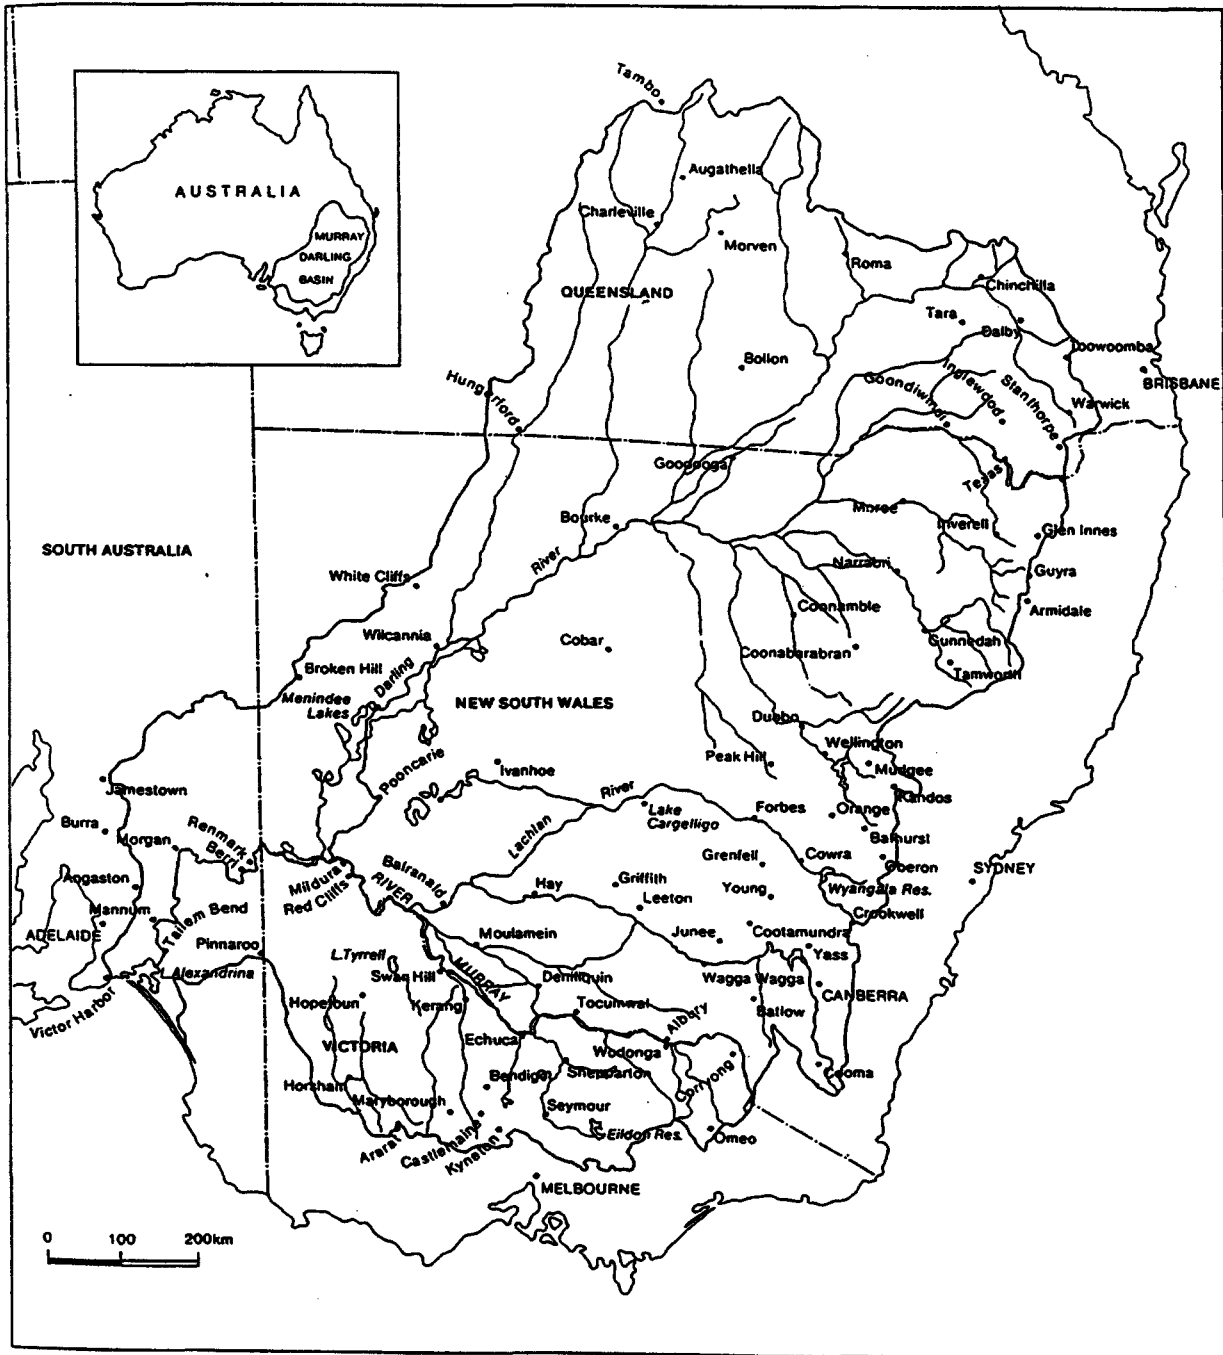 AUSTRALIA
MURRAY
DARLING
BASIN
Tambo
Augathella
Charleville
Morven
Roma
QUEENSLAND
Chinchilla
Tara
Dalby
Toowoomba
Bollon
BRISBANE
Hungerford
Goondiwindi
Inglewood
Stanthorpe
Warwick
Goodooga
Texas
Bourke
Moree
Inverell
Glen Innes
SOUTH AUSTRALIA
River
White Cliffs
Narrabri
Guyra
Coonamble
Armidale
Wilcannia
Cobar
Gunnedah
Coonabarabran
Broken Hill
Darling
Tamworth
Menindee
Lakes
NEW SOUTH WALES
Dubbo
Wellington
Peak Hill
Mudgee
Pooncarie
Ivanhoe
Jamestown
River
Kandos
Lake
Cargelligo
Forbes
Orange
Burra
Morgan
Renmark
Berri
Lachlan
Bathurst
Grenfell
Cowra
Oberon
SYDNEY
Mildura
Red Cliffs
Balranald
RIVER
Angaston
Hay
Griffith
Young
Wyangala Res.
Mannum
Tailem Bend
Leeton
Crookwell
ADELAIDE
Pinnaroo
Moulamein
Junee
Cootamundra
Yass
L.Tyrrell
L.Alexandrina
Swan Hill
MURRAY
Deniliquin
Wagga Wagga
CANBERRA
Victor Harbor
Hopetoun
Kerang
Tocumwal
Batlow
Albury
VICTORIA
Echuca
Wodonga
Cooma
Horsham
Bendigo
Shepparton
Corryong
Maryborough
Seymour
Ararat
Castlemaine
Kyneton
Eildon Res.
Omeo
MELBOURNE
0 100 200km